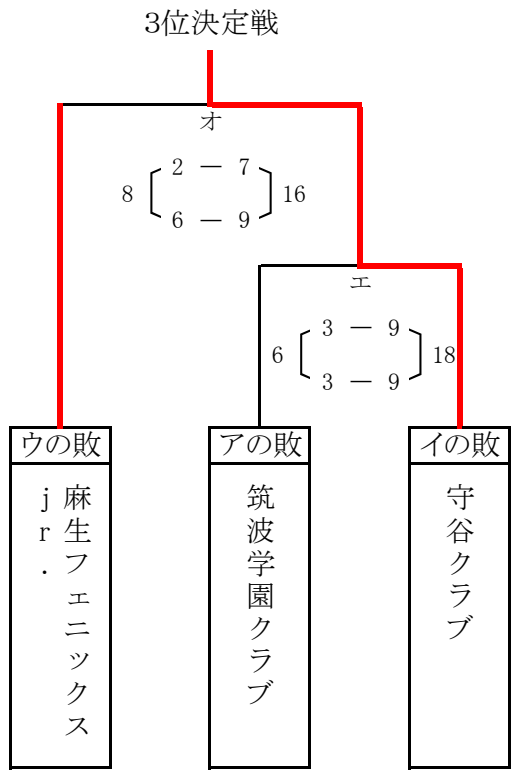 3位決定戦
オ
2 ― 7
8 16
6 ― 9
エ
3 ― 9
6 18
3 ― 9
ウの敗 アの敗 イの敗
麻生フェニックス
jr.
筑波学園クラブ
守谷クラブ